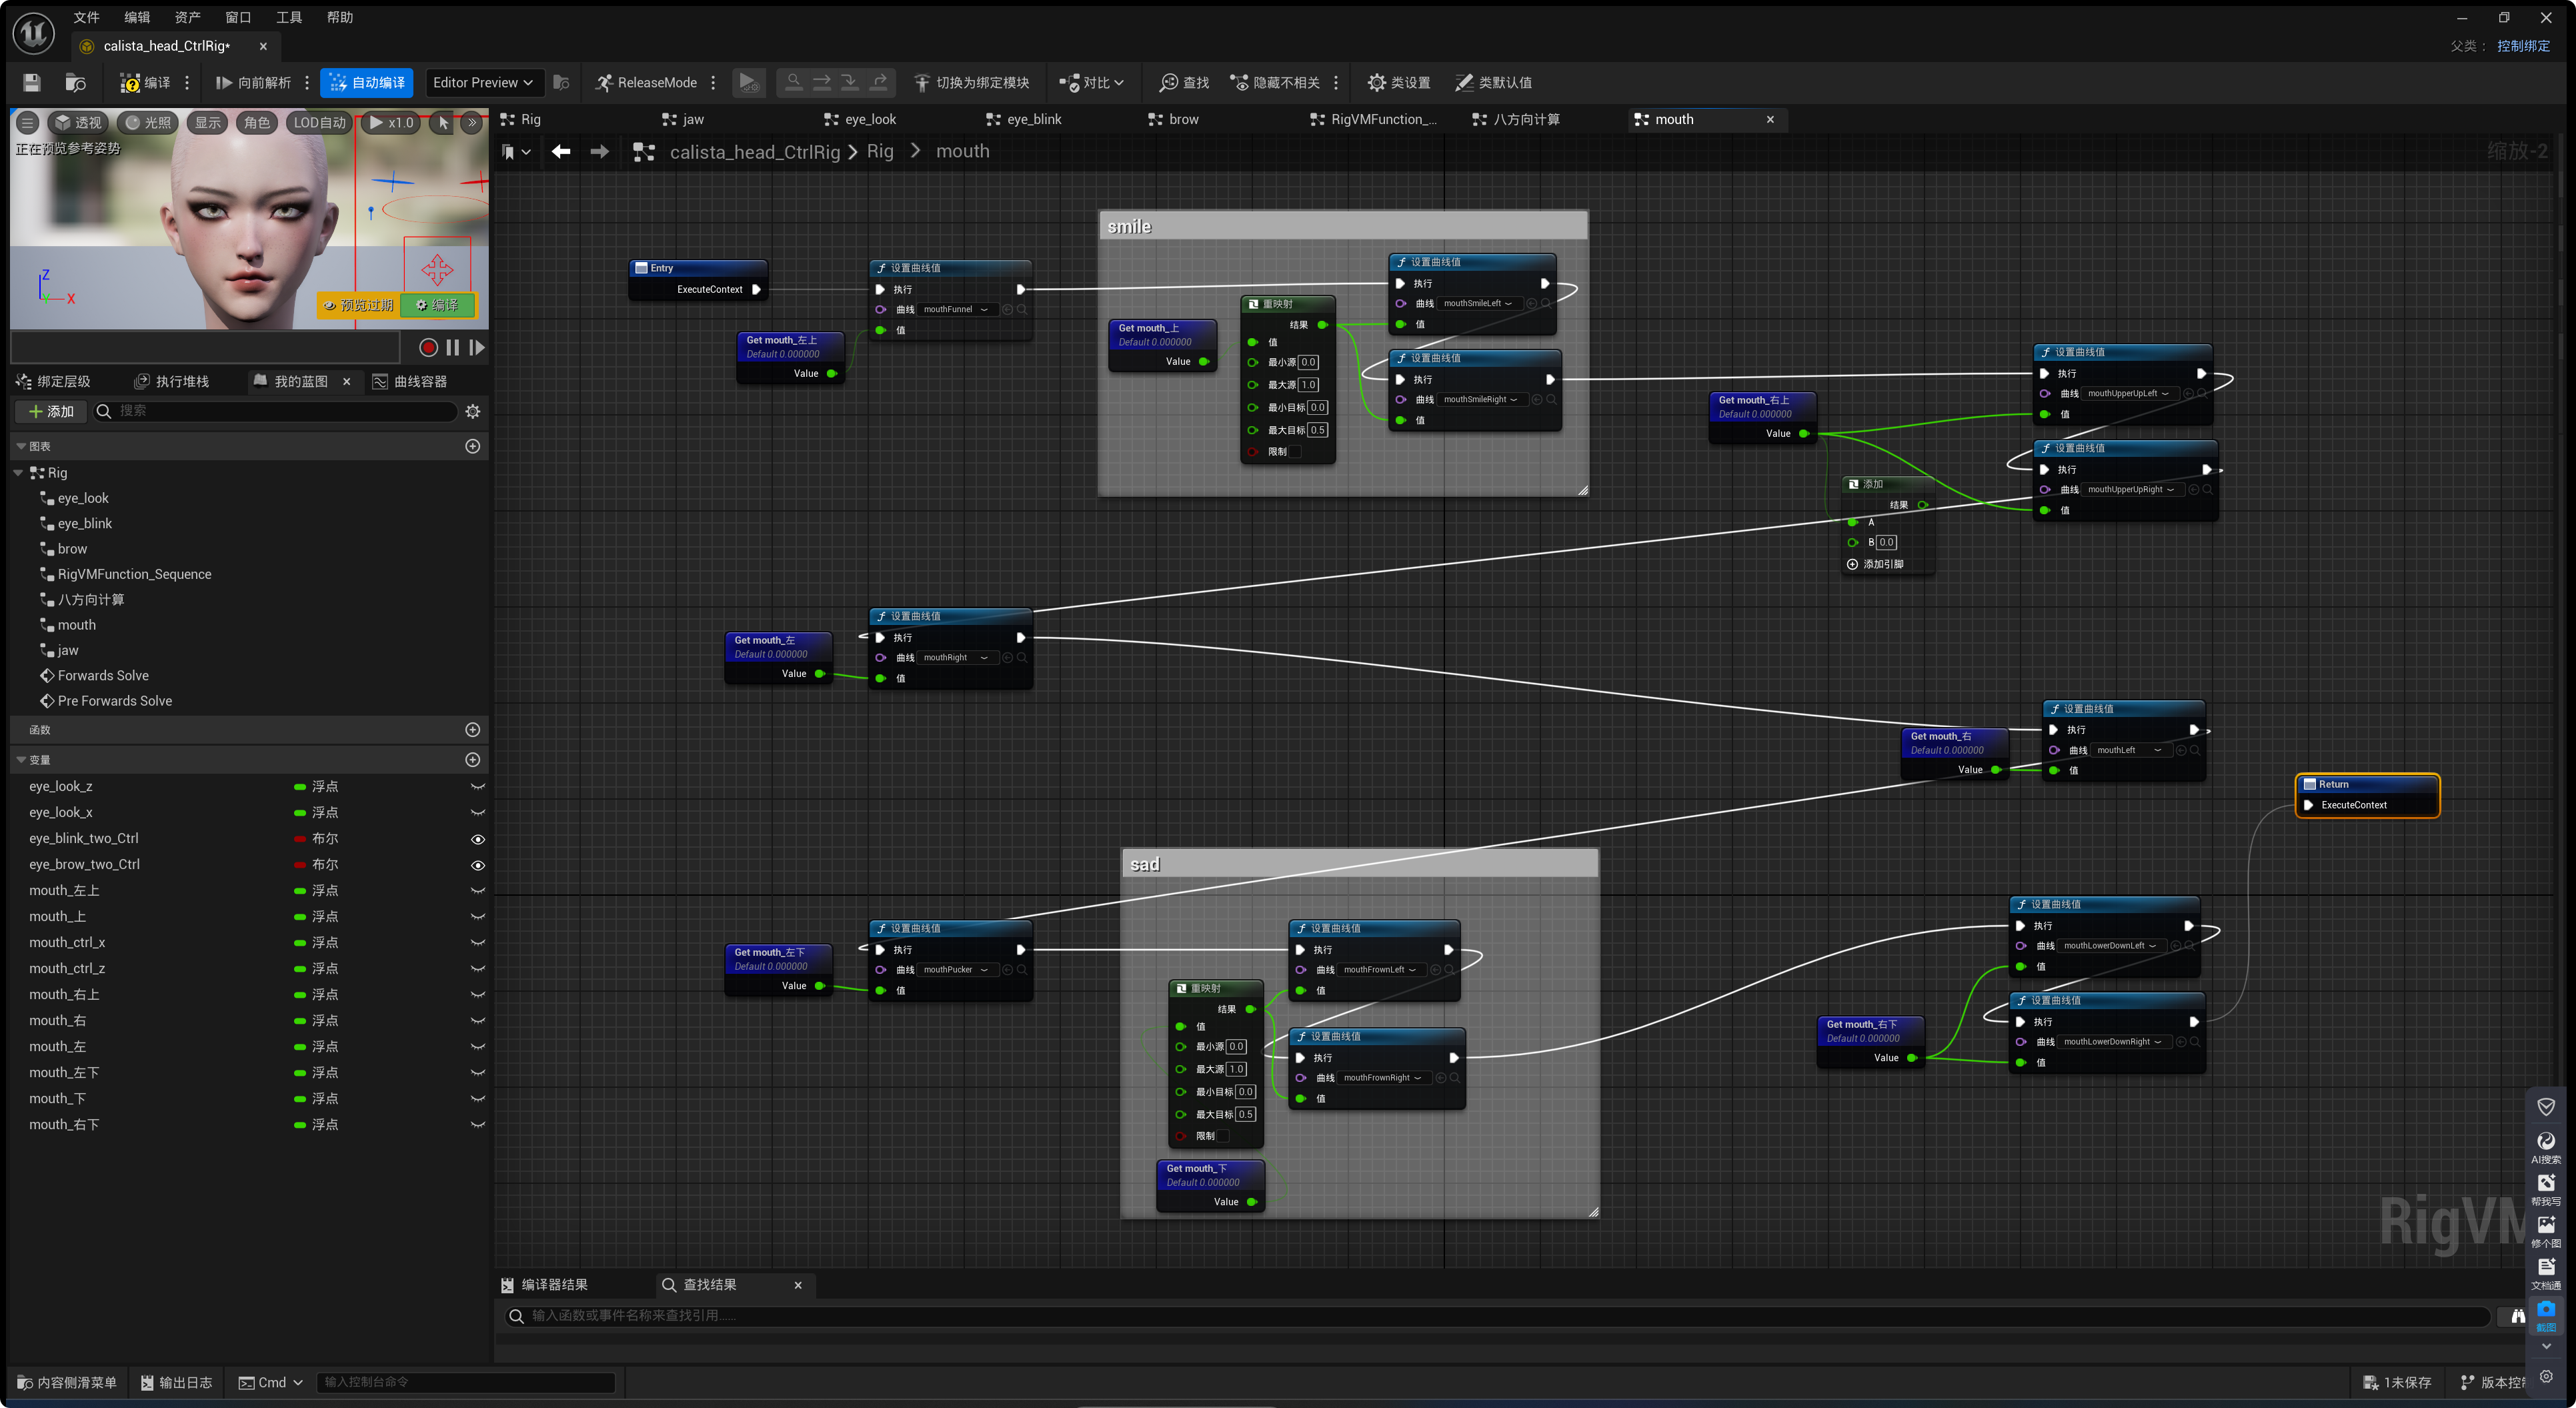 文件 编辑 资产 窗口 工具 帮助
calista_head_CtrlRig*
父类： 控制绑定
编译 向前解析 自动编译 Editor Preview ReleaseMode 切换为绑定模块 对比 查找 隐藏不相关 类设置 类默认值
透视 光照 显示 角色 LOD自动 x1.0
正在预览参考姿势
Z
X
预览过期 编译
绑定层级 执行堆栈 我的蓝图 曲线容器
添加 搜索
图表
Rig
eye_look
eye_blink
brow
RigVMFunction_Sequence
八方向计算
mouth
jaw
Forwards Solve
Pre Forwards Solve
函数
变量
eye_look_z 浮点
eye_look_x 浮点
eye_blink_two_Ctrl 布尔
eye_brow_two_Ctrl 布尔
mouth_左上 浮点
mouth_上 浮点
mouth_ctrl_x 浮点
mouth_ctrl_z 浮点
mouth_右上 浮点
mouth_右 浮点
mouth_左 浮点
mouth_左下 浮点
mouth_下 浮点
mouth_右下 浮点
Rig jaw eye_look eye_blink brow RigVMFunction_... 八方向计算 mouth
calista_head_CtrlRig Rig mouth
缩放-2
Entry
ExecuteContext
设置曲线值
执行
曲线 mouthFunnel
值
Get mouth_左上
Default 0.000000
Value
smile
Get mouth_上
Default 0.000000
Value
重映射
结果
值
最小源 0.0
最大源 1.0
最小目标 0.0
最大目标 0.5
限制
设置曲线值
执行
曲线 mouthSmileLeft
值
设置曲线值
执行
曲线 mouthSmileRight
值
Get mouth_右上
Default 0.000000
Value
设置曲线值
执行
曲线 mouthUpperUpLeft
值
设置曲线值
执行
曲线 mouthUpperUpRight
值
添加
结果
A
B 0.0
添加引脚
Get mouth_左
Default 0.000000
Value
设置曲线值
执行
曲线 mouthRight
值
Get mouth_右
Default 0.000000
Value
设置曲线值
执行
曲线 mouthLeft
值
Return
ExecuteContext
Get mouth_左下
Default 0.000000
Value
设置曲线值
执行
曲线 mouthPucker
值
sad
重映射
结果
值
最小源 0.0
最大源 1.0
最小目标 0.0
最大目标 0.5
限制
Get mouth_下
Default 0.000000
Value
设置曲线值
执行
曲线 mouthFrownLeft
值
设置曲线值
执行
曲线 mouthFrownRight
值
Get mouth_右下
Default 0.000000
Value
设置曲线值
执行
曲线 mouthLowerDownLeft
值
设置曲线值
执行
曲线 mouthLowerDownRight
值
RigVM
AI搜索
帮我写
修个图
文档通
截图
编译器结果 查找结果
输入函数或事件名称来查找引用......
内容侧滑菜单 输出日志 Cmd 输入控制台命令
1未保存 版本控